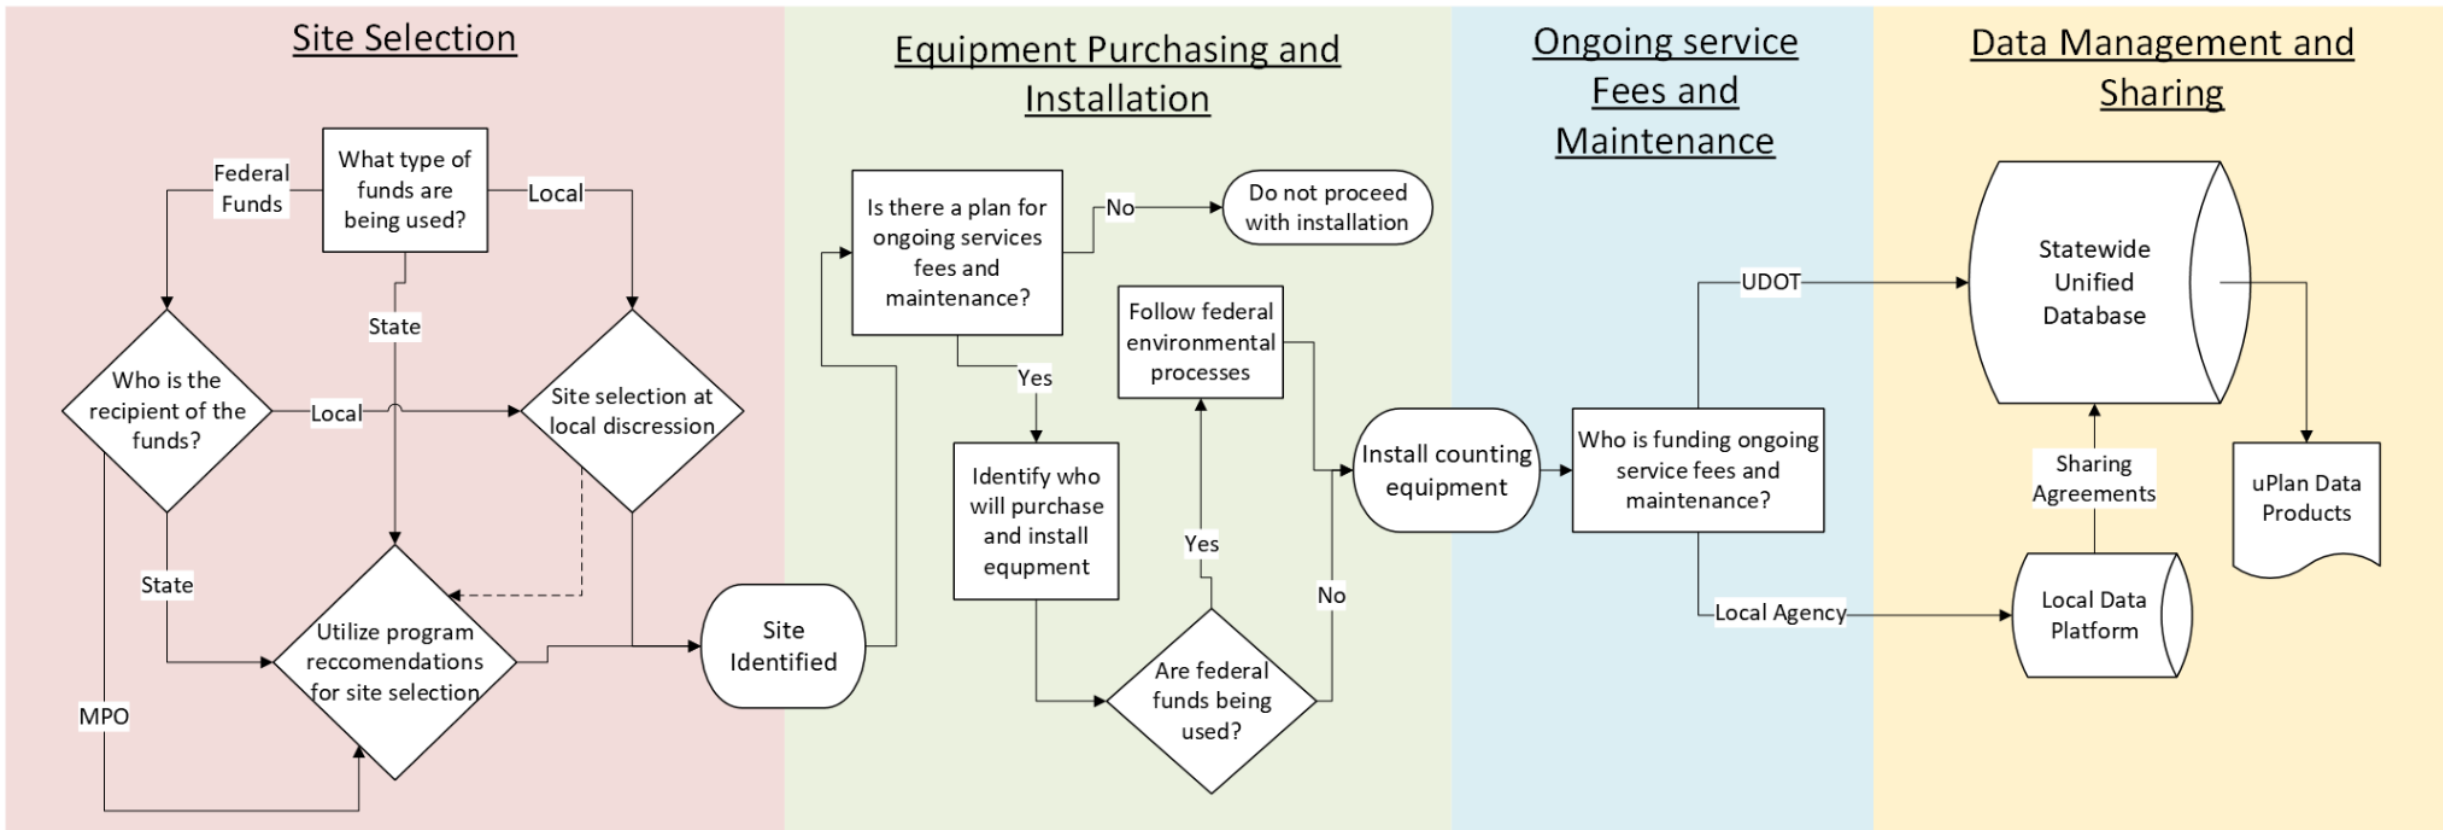 Site Selection
What type of
funds are
being used?
Federal
Funds
Local
State
Who is the
recipient of the
funds?
Local
Site selection at
local discression
State
MPO
Utilize program
reccomendations
for site selection
Site
Identified
Equipment Purchasing and
Installation
Is there a plan for
ongoing services
fees and
maintenance?
No
Do not proceed
with installation
Yes
Identify who
will purchase
and install
equpment
Follow federal
environmental
processes
Yes
Are federal
funds being
used?
No
Install counting
equipment
Ongoing service
Fees and
Maintenance
Who is funding ongoing
service fees and
maintenance?
UDOT
Local Agency
Data Management and
Sharing
Statewide
Unified
Database
Sharing
Agreements
Local Data
Platform
uPlan Data
Products